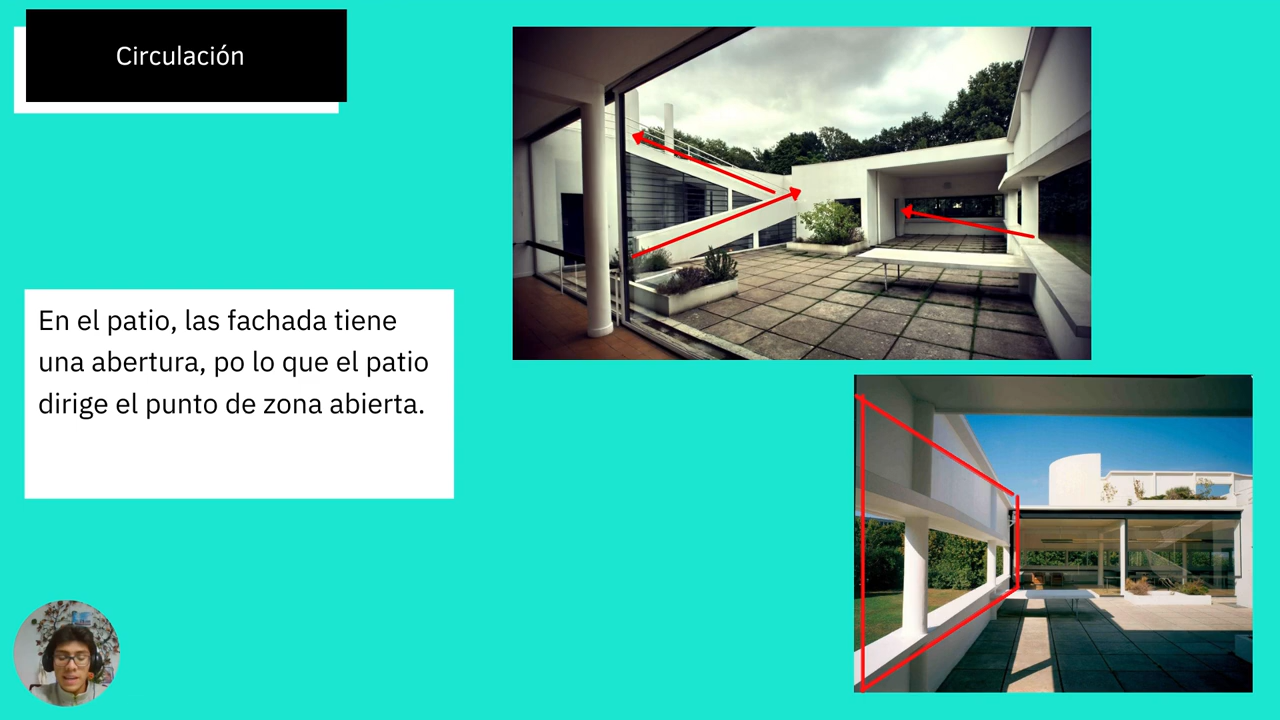 Circulación
En el patio, las fachada tiene
una abertura, po lo que el patio
dirige el punto de zona abierta.